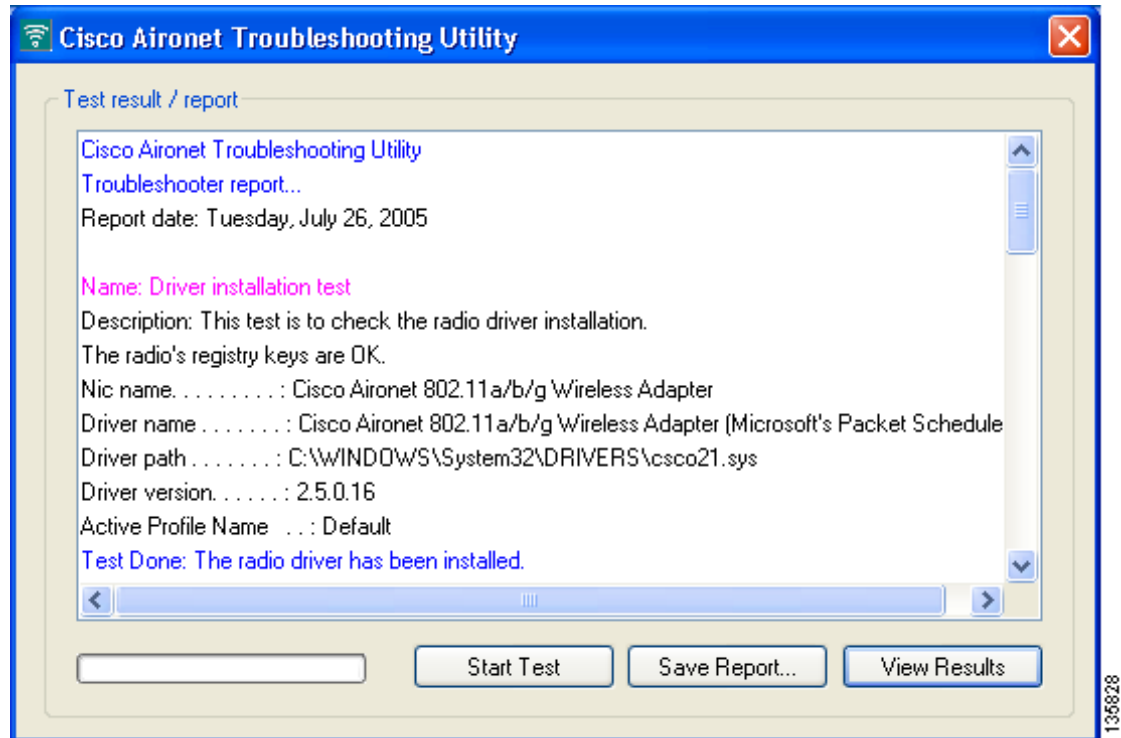 Cisco Aironet Troubleshooting Utility
Test result / report
Cisco Aironet Troubleshooting Utility
Troubleshooter report...
Report date: Tuesday, July 26, 2005
Name: Driver installation test
Description: This test is to check the radio driver installation.
The radio's registry keys are OK.
Nic name. . . . . . . . . : Cisco Aironet 802.11a/b/g Wireless Adapter
Driver name . . . . . . . : Cisco Aironet 802.11a/b/g Wireless Adapter (Microsoft's Packet Schedule
Driver path . . . . . . . : C:\WINDOWS\System32\DRIVERS\csco21.sys
Driver version. . . . . . : 2.5.0.16
Active Profile Name . . : Default
Test Done: The radio driver has been installed.
Start Test
Save Report...
View Results
135828